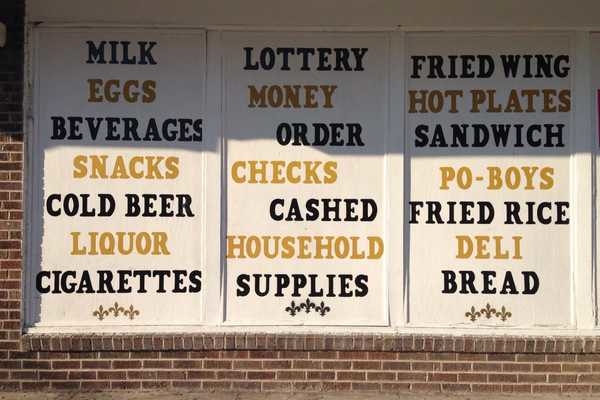 MILK
EGGS
BEVERAGES
SNACKS
COLD BEER
LIQUOR
CIGARETTES
LOTTERY
MONEY
ORDER
CHECKS
CASHED
HOUSEHOLD
SUPPLIES
FRIED WING
HOT PLATES
SANDWICH
PO-BOYS
FRIED RICE
DELI
BREAD